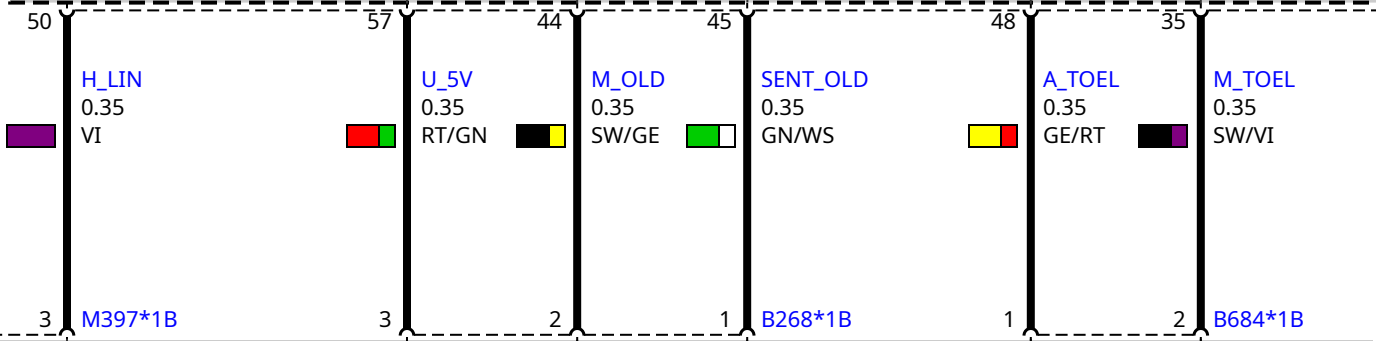 50
57
44
45
48
35
H_LIN
0.35
VI
U_5V
0.35
RT/GN
M_OLD
0.35
SW/GE
SENT_OLD
0.35
GN/WS
A_TOEL
0.35
GE/RT
M_TOEL
0.35
SW/VI
3
M397*1B
3
2
1
B268*1B
1
2
B684*1B